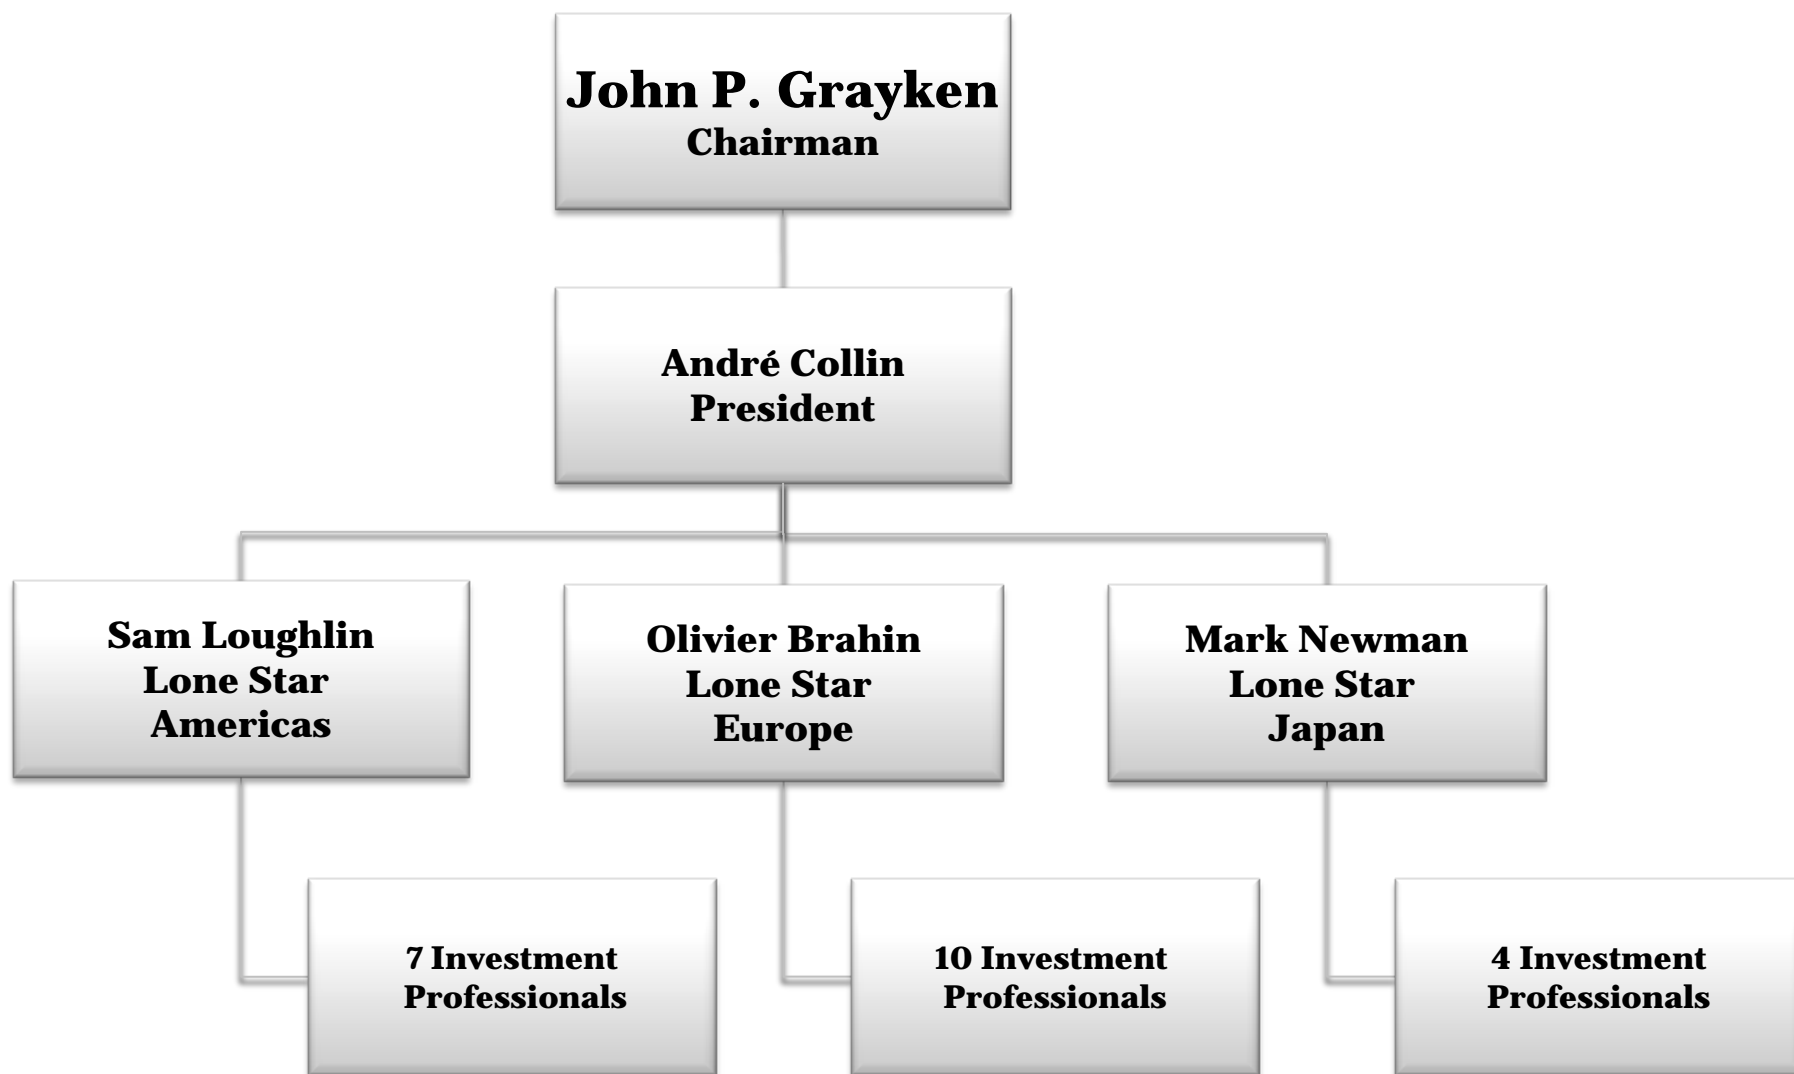 John P. Grayken
Chairman
André Collin
President
Sam Loughlin
Lone Star
Americas
Olivier Brahin
Lone Star
Europe
Mark Newman
Lone Star
Japan
7 Investment
Professionals
10 Investment
Professionals
4 Investment
Professionals